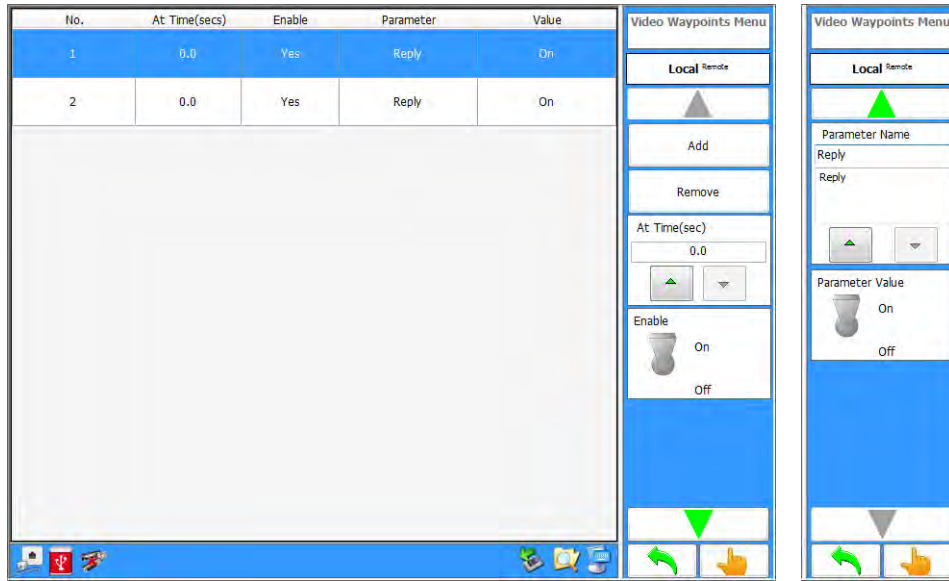 No. At Time(secs) Enable Parameter Value
1 0.0 Yes Reply On
2 0.0 Yes Reply On
Video Waypoints Menu
Local Remote
Add
Remove
At Time(sec)
0.0
Enable
On
Off
Video Waypoints Menu
Local Remote
Parameter Name
Reply
Reply
Parameter Value
On
Off